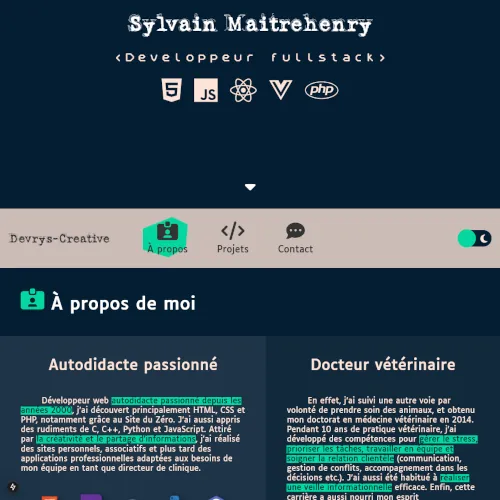 Sylvain Maitrehenry
<Developpeur fullstack>
JS
php
Devrys-Creative
À propos
Projets
Contact
À propos de moi
Autodidacte passionné
Développeur web autodidacte passionné depuis les
années 2000, j'ai découvert principalement HTML, CSS et
PHP, notamment grâce au Site du Zéro. J'ai aussi appris
des rudiments de C, C++, Python et JavaScript. Attiré
par la créativité et le partage d'informations, j'ai réalisé
des sites personnels, associatifs et plus tard des
applications professionnelles adaptées aux besoins de
mon équipe en tant que directeur de clinique.
Docteur vétérinaire
En effet, j'ai suivi une autre voie par
volonté de prendre soin des animaux, et obtenu
mon doctorat en médecine vétérinaire en 2014.
Pendant 10 ans de pratique vétérinaire, j'ai
développé des compétences pour gérer le stress,
prioriser les tâches, travailler en équipe et
soigner la relation clientèle (communication,
gestion de conflits, accompagnement dans les
décisions etc.). J'ai aussi été habitué à réaliser
une veille informationnelle efficace. Enfin, cette
carrière a aussi nourri mon esprit